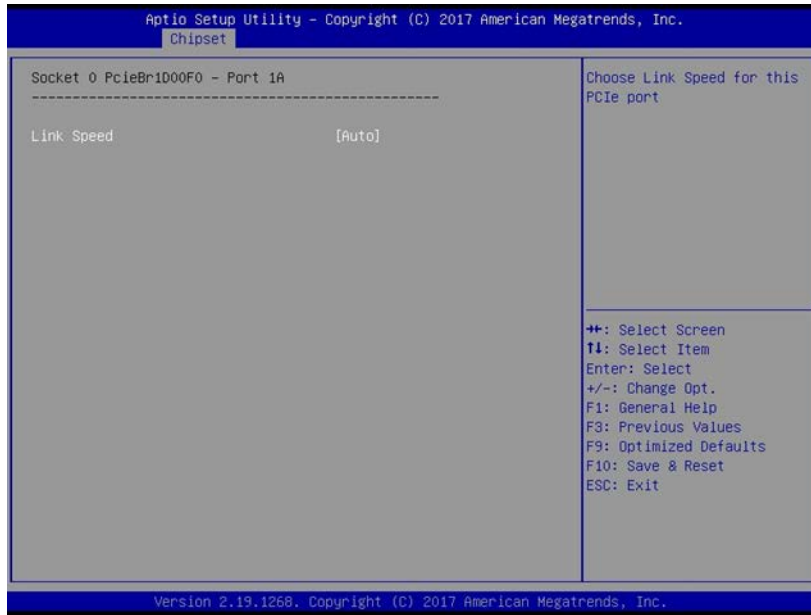 Aptio Setup Utility – Copyright (C) 2017 American Megatrends, Inc.
Chipset
Socket 0 PcieBr1D00F0 – Port 1A
--------------------------------------------------
Link Speed [Auto]
Choose Link Speed for this
PCIe port
→←: Select Screen
↑↓: Select Item
Enter: Select
+/-: Change Opt.
F1: General Help
F3: Previous Values
F9: Optimized Defaults
F10: Save & Reset
ESC: Exit
Version 2.19.1268. Copyright (C) 2017 American Megatrends, Inc.